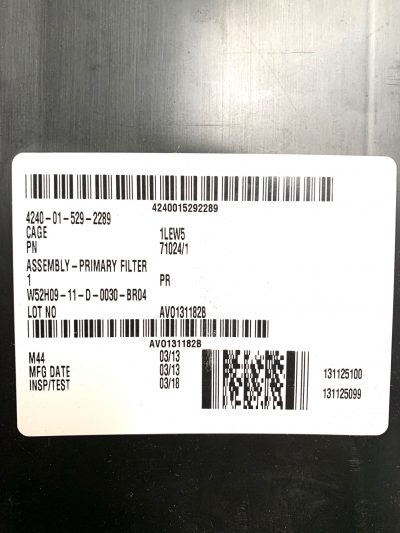 4240015292289
4240-01-529-2289
CAGE 1LEW5
PN 71024/1
ASSEMBLY-PRIMARY FILTER
1 PR
W52H09-11-D-0030-BR04
LOT NO AVO131182B
AVO131182B
M44 03/13
MFG DATE 03/13
INSP/TEST 03/18
131125100
131125099